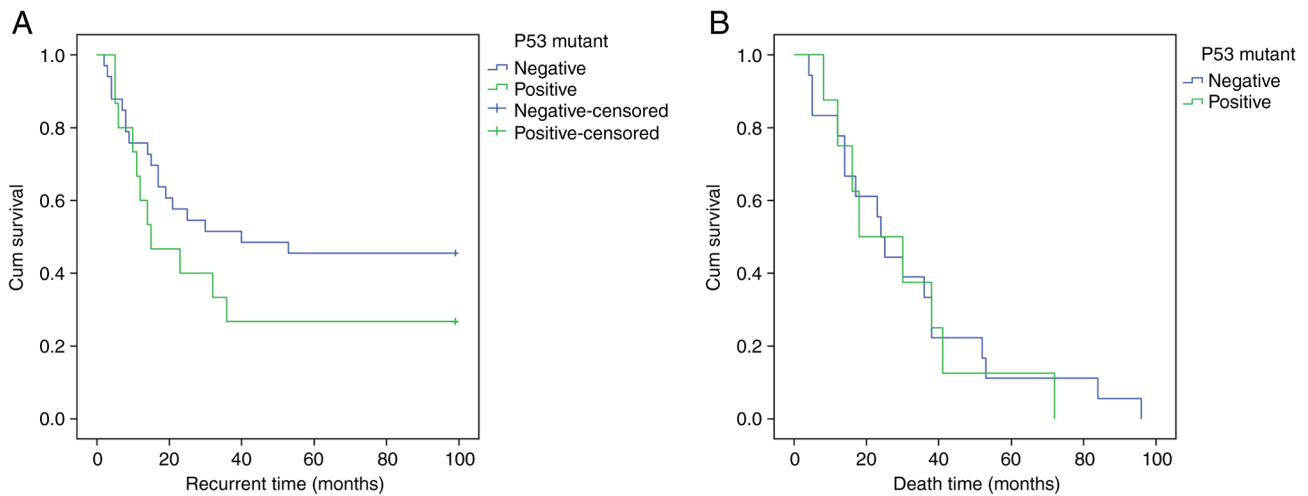 A
P53 mutant
Negative
Positive
Negative-censored
Positive-censored
Cum survival
1.0
0.8
0.6
0.4
0.2
0.0
0 20 40 60 80 100
Recurrent time (months)
B
P53 mutant
Negative
Positive
Cum survival
1.0
0.8
0.6
0.4
0.2
0.0
0 20 40 60 80 100
Death time (months)